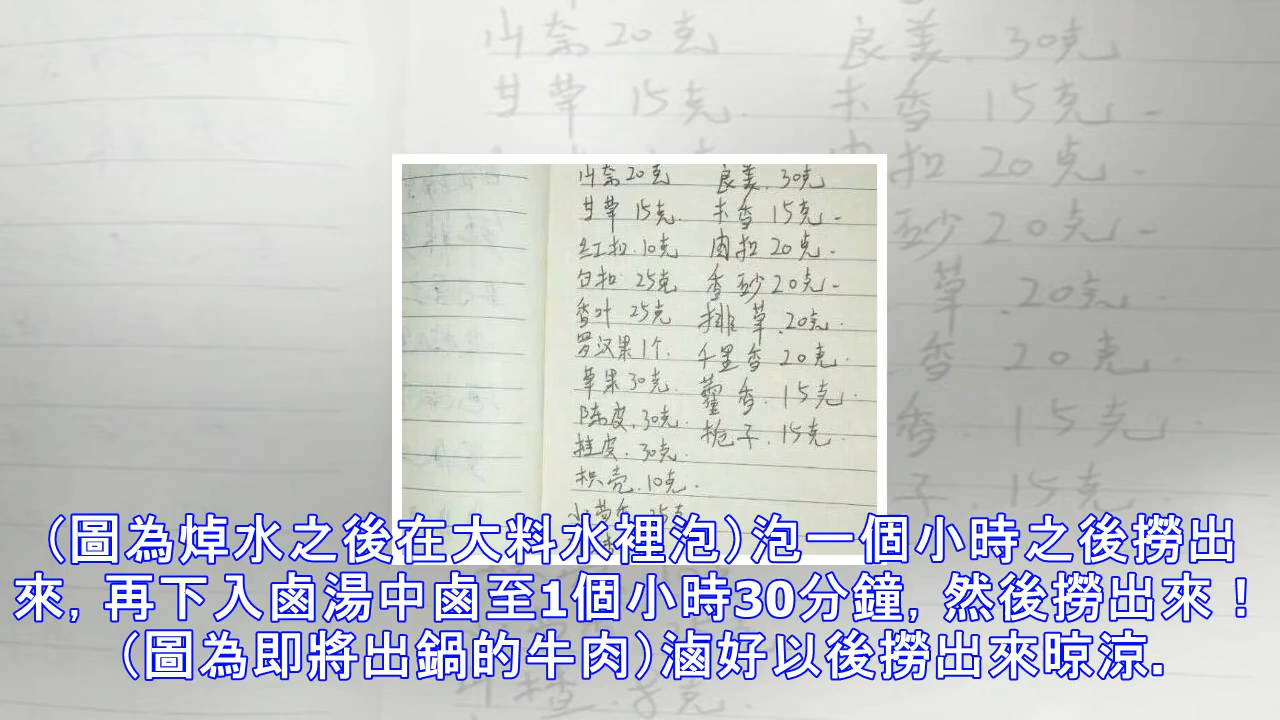 山奈20克 良姜.30克
甘草 15克. 木香 15克.
红扣.10克 肉扣 20克.
白扣 25克 香砂20克.
香叶 25克 排草.20克.
罗汉果1个. 千里香 20克.
草果30克. 藿香.15克.
陈皮.30克. 栀子.15克.
桂皮.30克.
枳壳.10克.
(圖為焯水之後在大料水裡泡)泡一個小時之後撈出
來, 再下入鹵湯中鹵至1個小時30分鐘, 然後撈出來！
(圖為即將出鍋的牛肉)滷好以後撈出來晾涼.